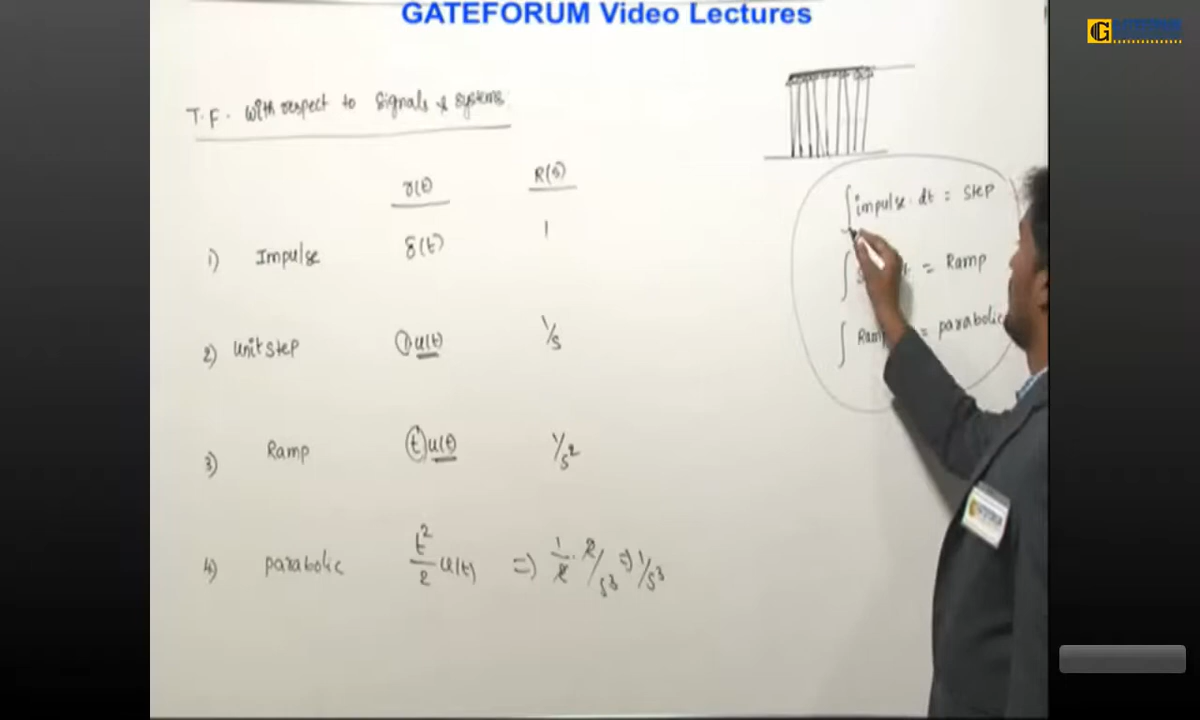 GATEFORUM Video Lectures
T.F. With respect to Signals & Systems
r(t) R(s)
1) Impulse δ(t) 1
2) Unit step 1 u(t) 1/s
3) Ramp t u(t) 1/s²
4) parabolic t²/2 u(t) => 1/2 · 2/s³ => 1/s³
∫ impulse · dt = Step
∫ = Ramp
∫ Ram = parabolic